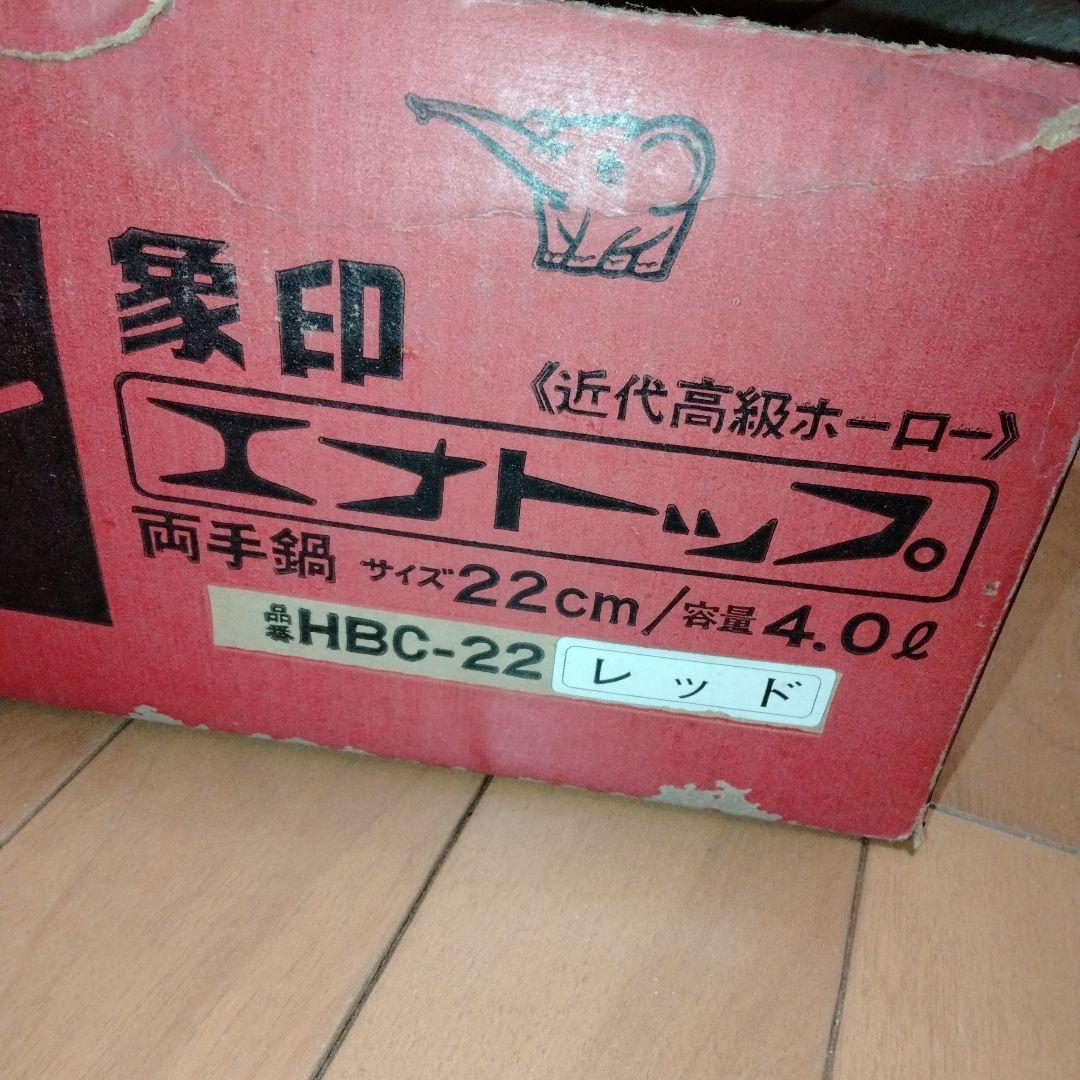 象印
《近代高級ホーロー》
エオトップ
両手鍋 サイズ22cm/容量4.0ℓ
品番HBC-22 レッド